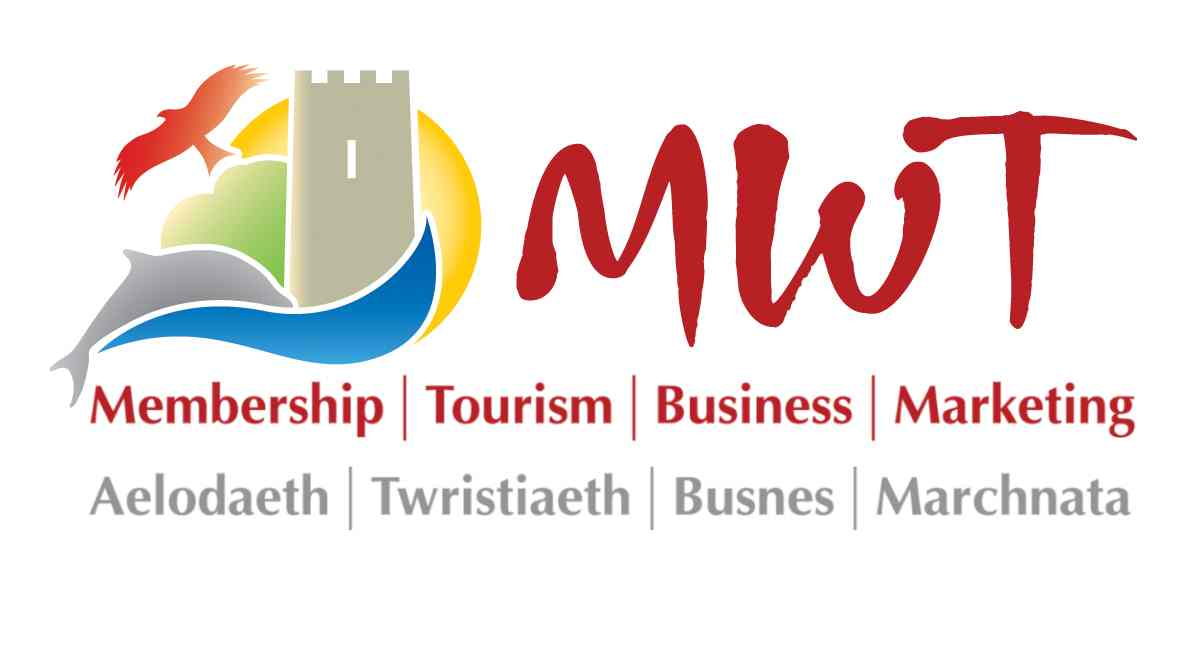 MWT
Membership | Tourism | Business | Marketing
Aelodaeth | Twristiaeth | Busnes | Marchnata